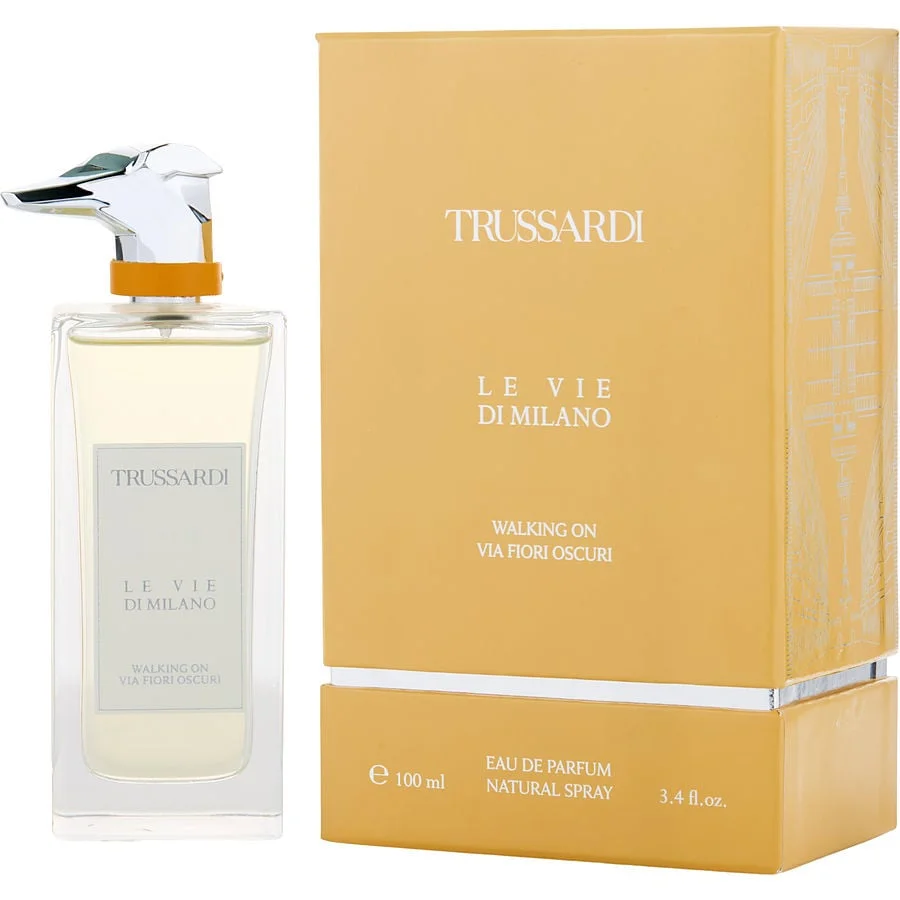 TRUSSARDI
LE VIE
DI MILANO
WALKING ON
VIA FIORI OSCURI
TRUSSARDI
LE VIE
DI MILANO
WALKING ON
VIA FIORI OSCURI
℮ 100 ml
EAU DE PARFUM
NATURAL SPRAY
3.4 fl.oz.